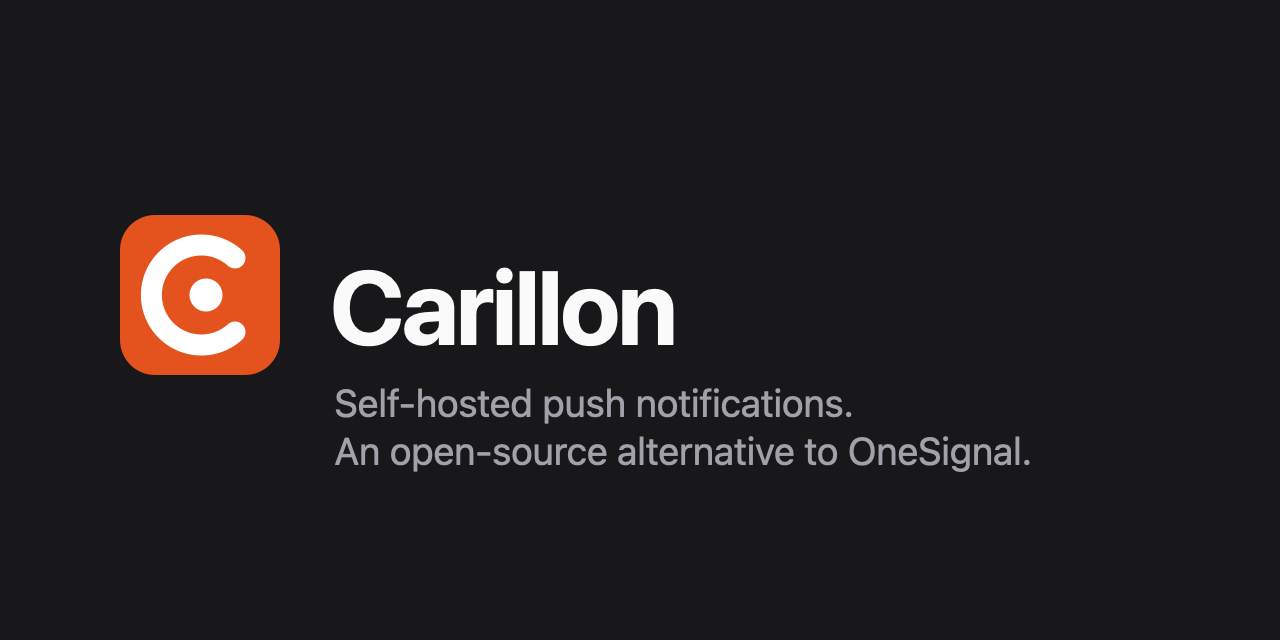 Carillon
Self-hosted push notifications.
An open-source alternative to OneSignal.